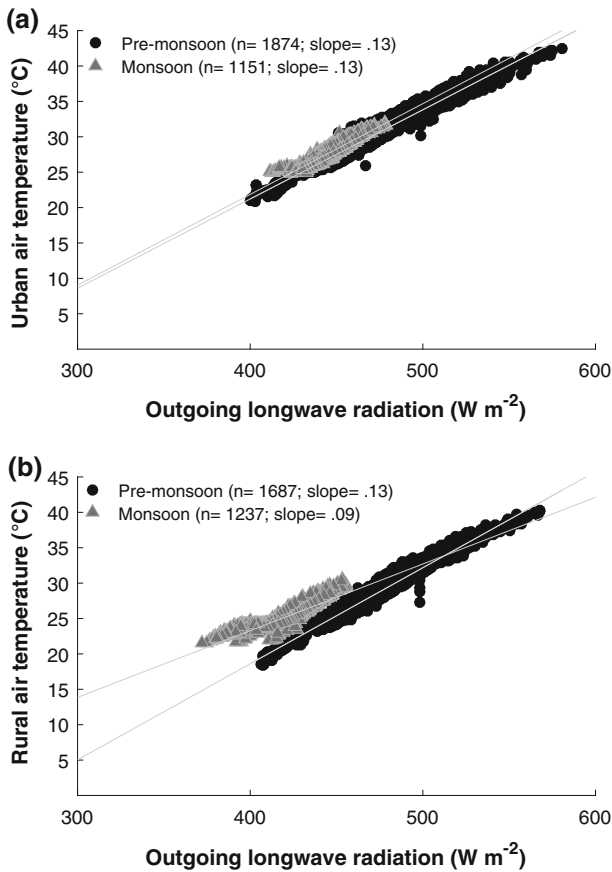 (a)
45
40
35
30
25
20
15
10
5
Pre-monsoon (n= 1874; slope= .13)
Monsoon (n= 1151; slope= .13)
Urban air temperature (°C)
300 400 500 600
Outgoing longwave radiation (W m-2)
(b)
45
40
35
30
25
20
15
10
5
Pre-monsoon (n= 1687; slope= .13)
Monsoon (n= 1237; slope= .09)
Rural air temperature (°C)
300 400 500 600
Outgoing longwave radiation (W m-2)